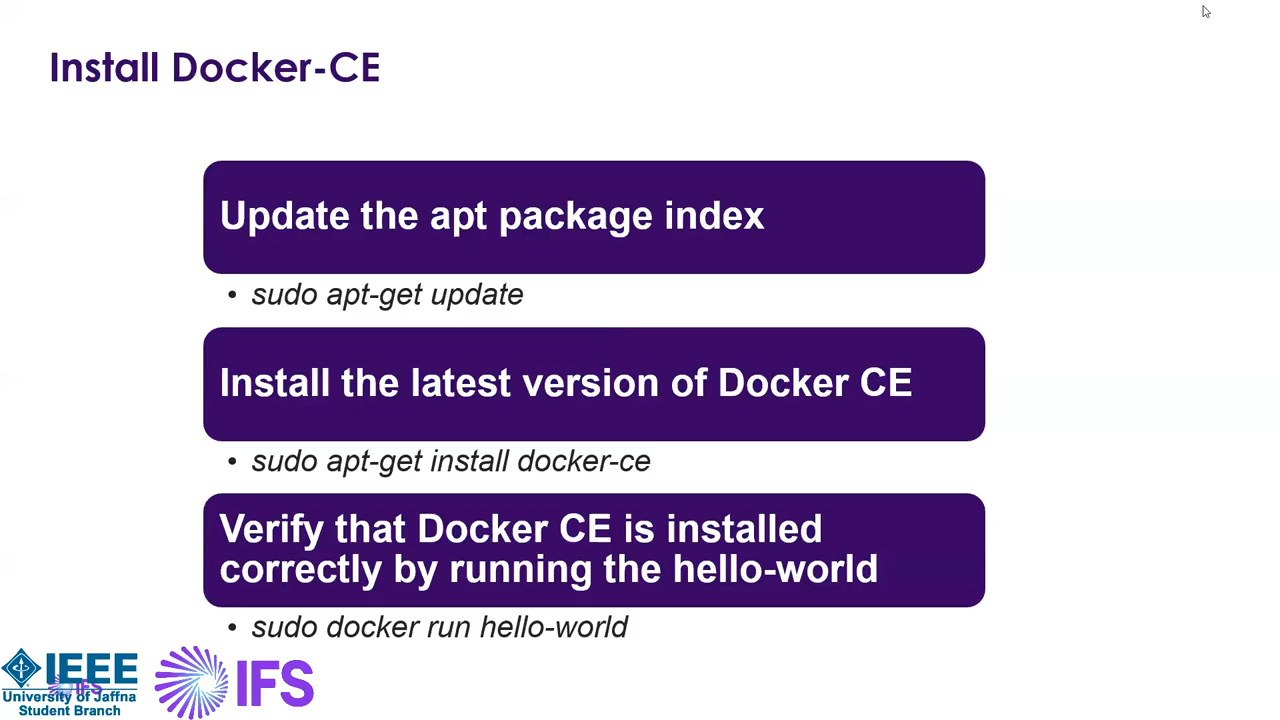 Install Docker-CE
Update the apt package index
• sudo apt-get update
Install the latest version of Docker CE
• sudo apt-get install docker-ce
Verify that Docker CE is installed
correctly by running the hello-world
• sudo docker run hello-world
IEEE
IFS
University of Jaffna
Student Branch
IFS